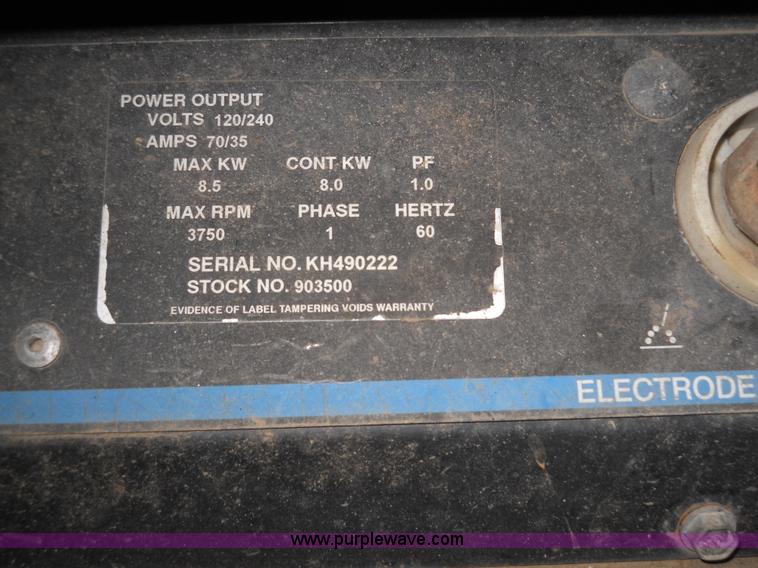 POWER OUTPUT
VOLTS 120/240
AMPS 70/35
MAX KW CONT KW PF
8.5 8.0 1.0
MAX RPM PHASE HERTZ
3750 1 60
SERIAL NO. KH490222
STOCK NO. 903500
EVIDENCE OF LABEL TAMPERING VOIDS WARRANTY
ELECTRODE
www.purplewave.com